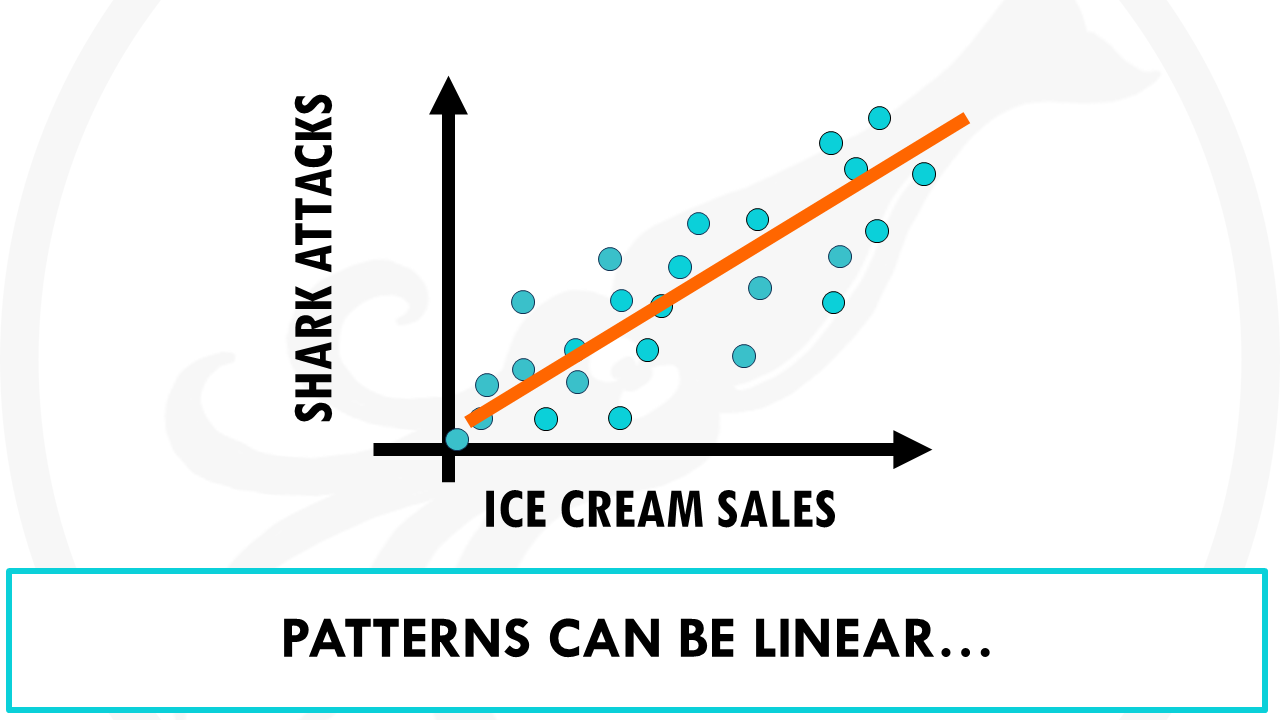 SHARK ATTACKS
ICE CREAM SALES
PATTERNS CAN BE LINEAR…